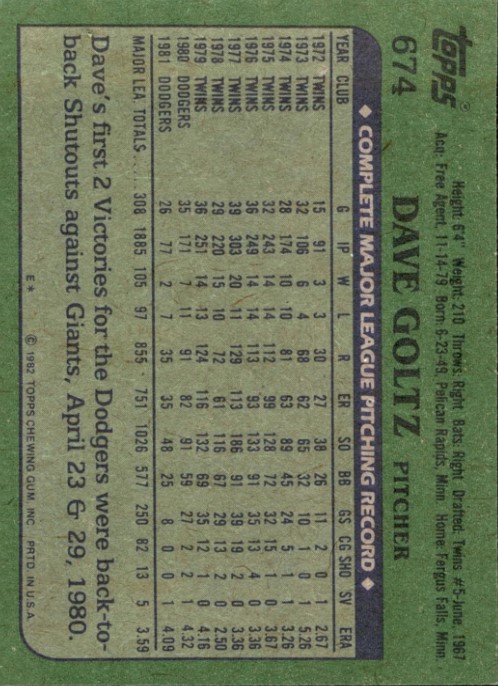 topps®
674 DAVE GOLTZ PITCHER
Height: 6'4" Weight: 210 Throws: Right Bats: Right Drafted: Twins #5-June, 1967
Acq: Free Agent, 11-14-79 Born: 6-23-49, Pelican Rapids, Minn. Home: Fergus Falls, Minn.
◆ COMPLETE MAJOR LEAGUE PITCHING RECORD ◆
YEAR CLUB G IP W L R ER SO BB GS CG SHO SV ERA
1972 TWINS 15 91 3 3 30 27 38 26 11 2 0 1 2.67
1973 TWINS 32 106 6 4 68 62 65 32 10 1 0 1 5.26
1974 TWINS 28 174 10 10 81 63 89 45 24 5 1 1 3.26
1975 TWINS 32 243 14 14 112 99 128 72 32 15 1 0 3.67
1976 TWINS 36 249 14 14 113 93 133 91 35 13 4 0 3.36
1977 TWINS 39 303 20 11 129 113 186 91 39 19 2 0 3.36
1978 TWINS 29 220 15 10 72 61 116 67 29 13 2 0 2.50
1979 TWINS 36 251 14 13 124 116 132 69 35 12 1 0 4.16
1980 DODGERS 35 171 7 11 91 82 91 59 27 2 2 1 4.32
1981 DODGERS 26 77 2 7 35 35 48 25 8 0 0 1 4.09
MAJOR LEA. TOTALS.... 308 1885 105 97 855 751 1026 577 250 82 13 5 3.59
Dave's first 2 Victories for the Dodgers were back-to-
back Shutouts against Giants, April 23 & 29, 1980.
E* © 1982 TOPPS CHEWING GUM, INC. PRTD. IN U.S.A.